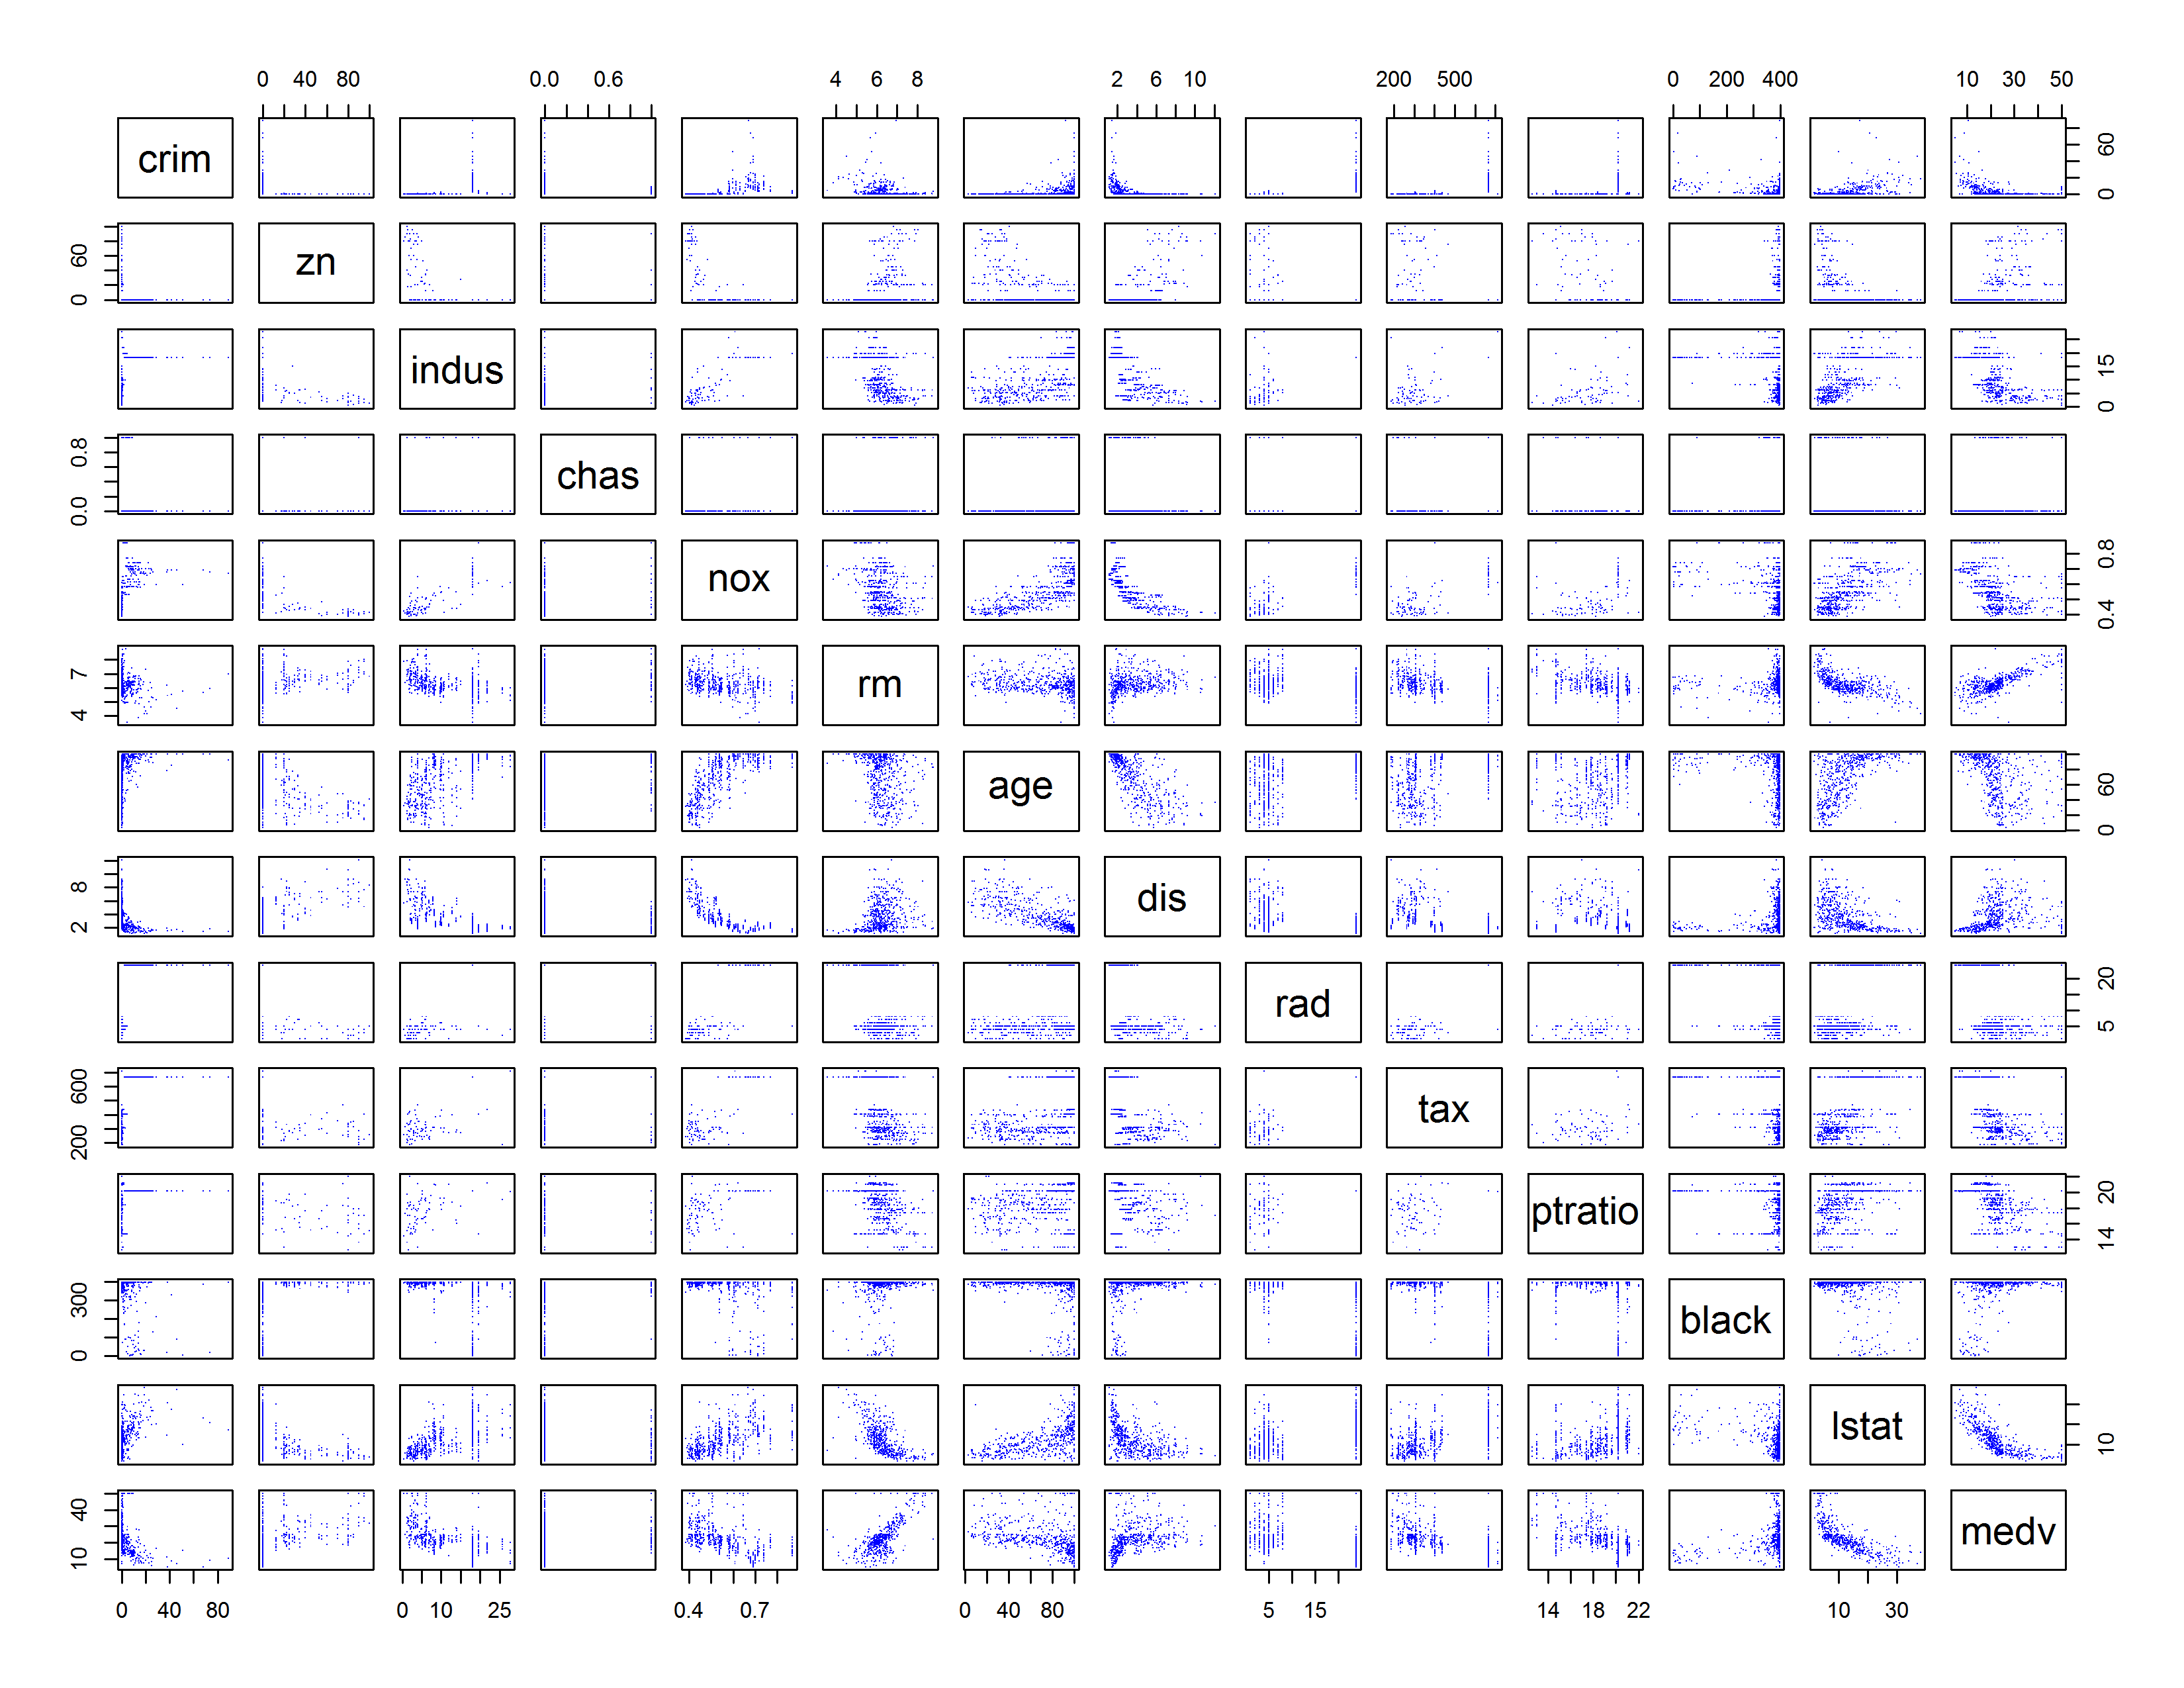 0 40 80 0.0 0.6 4 6 8 2 6 10 200 500 0 200 400 10 30 50
crim 0 60
0 60 zn
indus 0 15
0.0 0.8 chas
nox 0.4 0.8
4 7 rm
age 0 60
2 8 dis
rad 5 20
200 600 tax
ptratio 14 20
0 300 black
lstat 10
10 40 medv
0 40 80 0 10 25 0.4 0.7 0 40 80 5 15 14 18 22 10 30